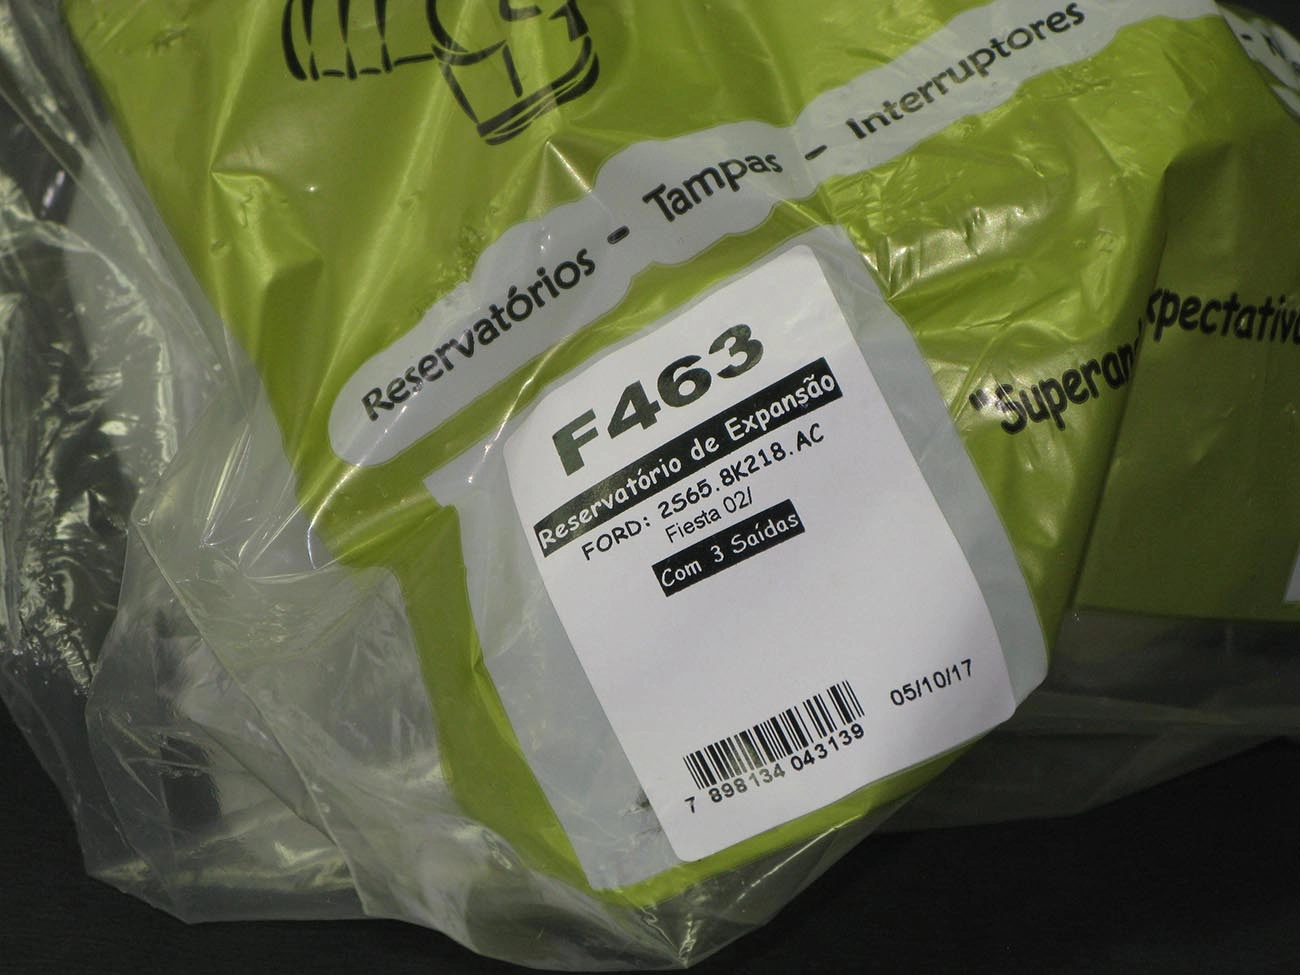 Reservatórios - Tampas - Interruptores
F463
Reservatório de Expansão
FORD: 2S65.8K218.AC
Fiesta 02/
Com 3 Saídas
05/10/17
7 898134 043139